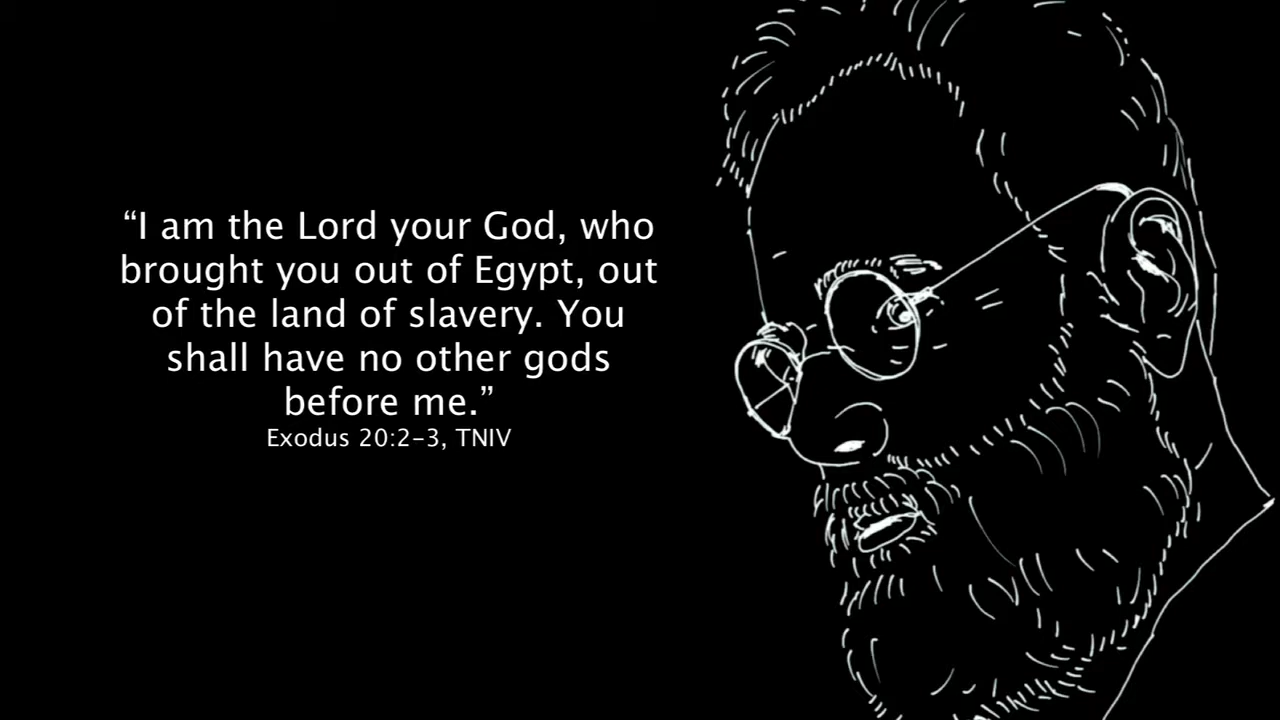 “I am the Lord your God, who
brought you out of Egypt, out
of the land of slavery. You
shall have no other gods
before me.”
Exodus 20:2-3, TNIV